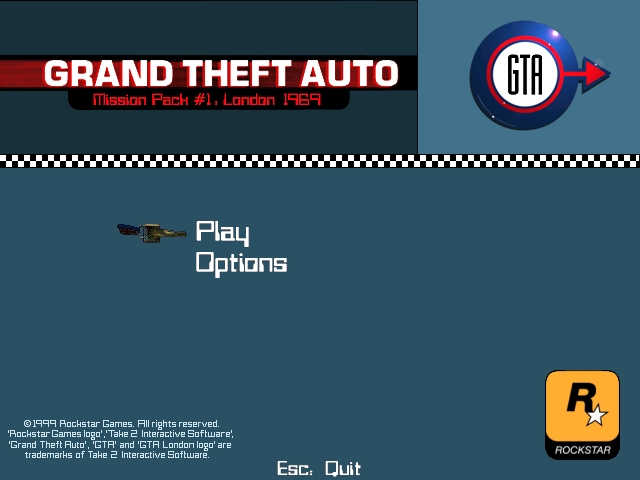 GRAND THEFT AUTO
Mission Pack #1, London 1969
GTA
Play
Options
©1999 Rockstar Games. All rights reserved.
'Rockstar Games logo','Take 2 Interactive Software',
'Grand Theft Auto', 'GTA' and 'GTA London logo' are
trademarks of Take 2 Interactive Software.
R
ROCKSTAR
Esc: Quit